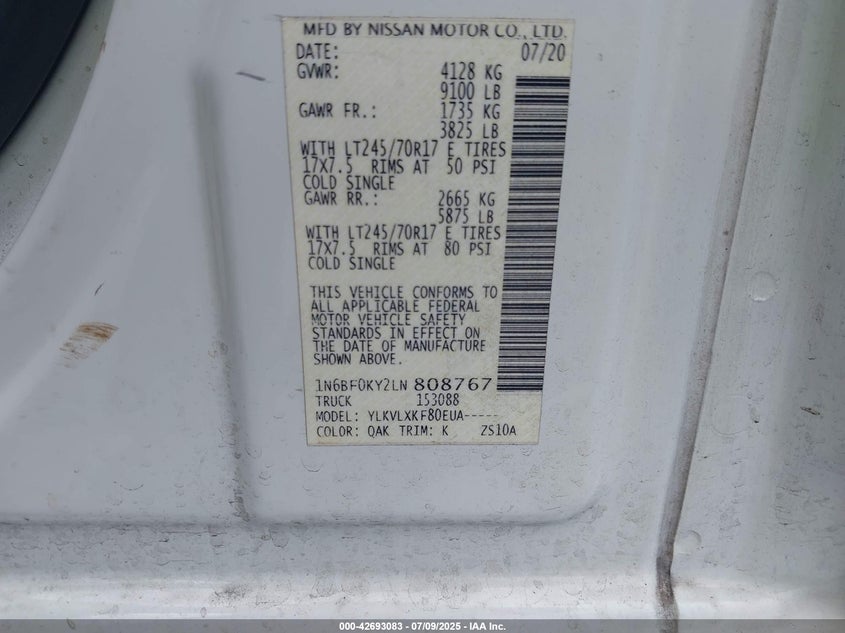 MFD BY NISSAN MOTOR CO., LTD.
DATE: 07/20
GVWR: 4128 KG
9100 LB
GAWR FR.: 1735 KG
3825 LB
WITH LT245/70R17 E TIRES
17X7.5 RIMS AT 50 PSI
COLD SINGLE
GAWR RR.: 2665 KG
5875 LB
WITH LT245/70R17 E TIRES
17X7.5 RIMS AT 80 PSI
COLD SINGLE
THIS VEHICLE CONFORMS TO
ALL APPLICABLE FEDERAL
MOTOR VEHICLE SAFETY
STANDARDS IN EFFECT ON
THE DATE OF MANUFACTURE
SHOWN ABOVE.
1N6BF0KY2LN 808767
TRUCK 153088
MODEL: YLKVLXKF80EUA-----
COLOR: QAK TRIM: K ZS10A
000-42693083 - 07/09/2025 - IAA Inc.